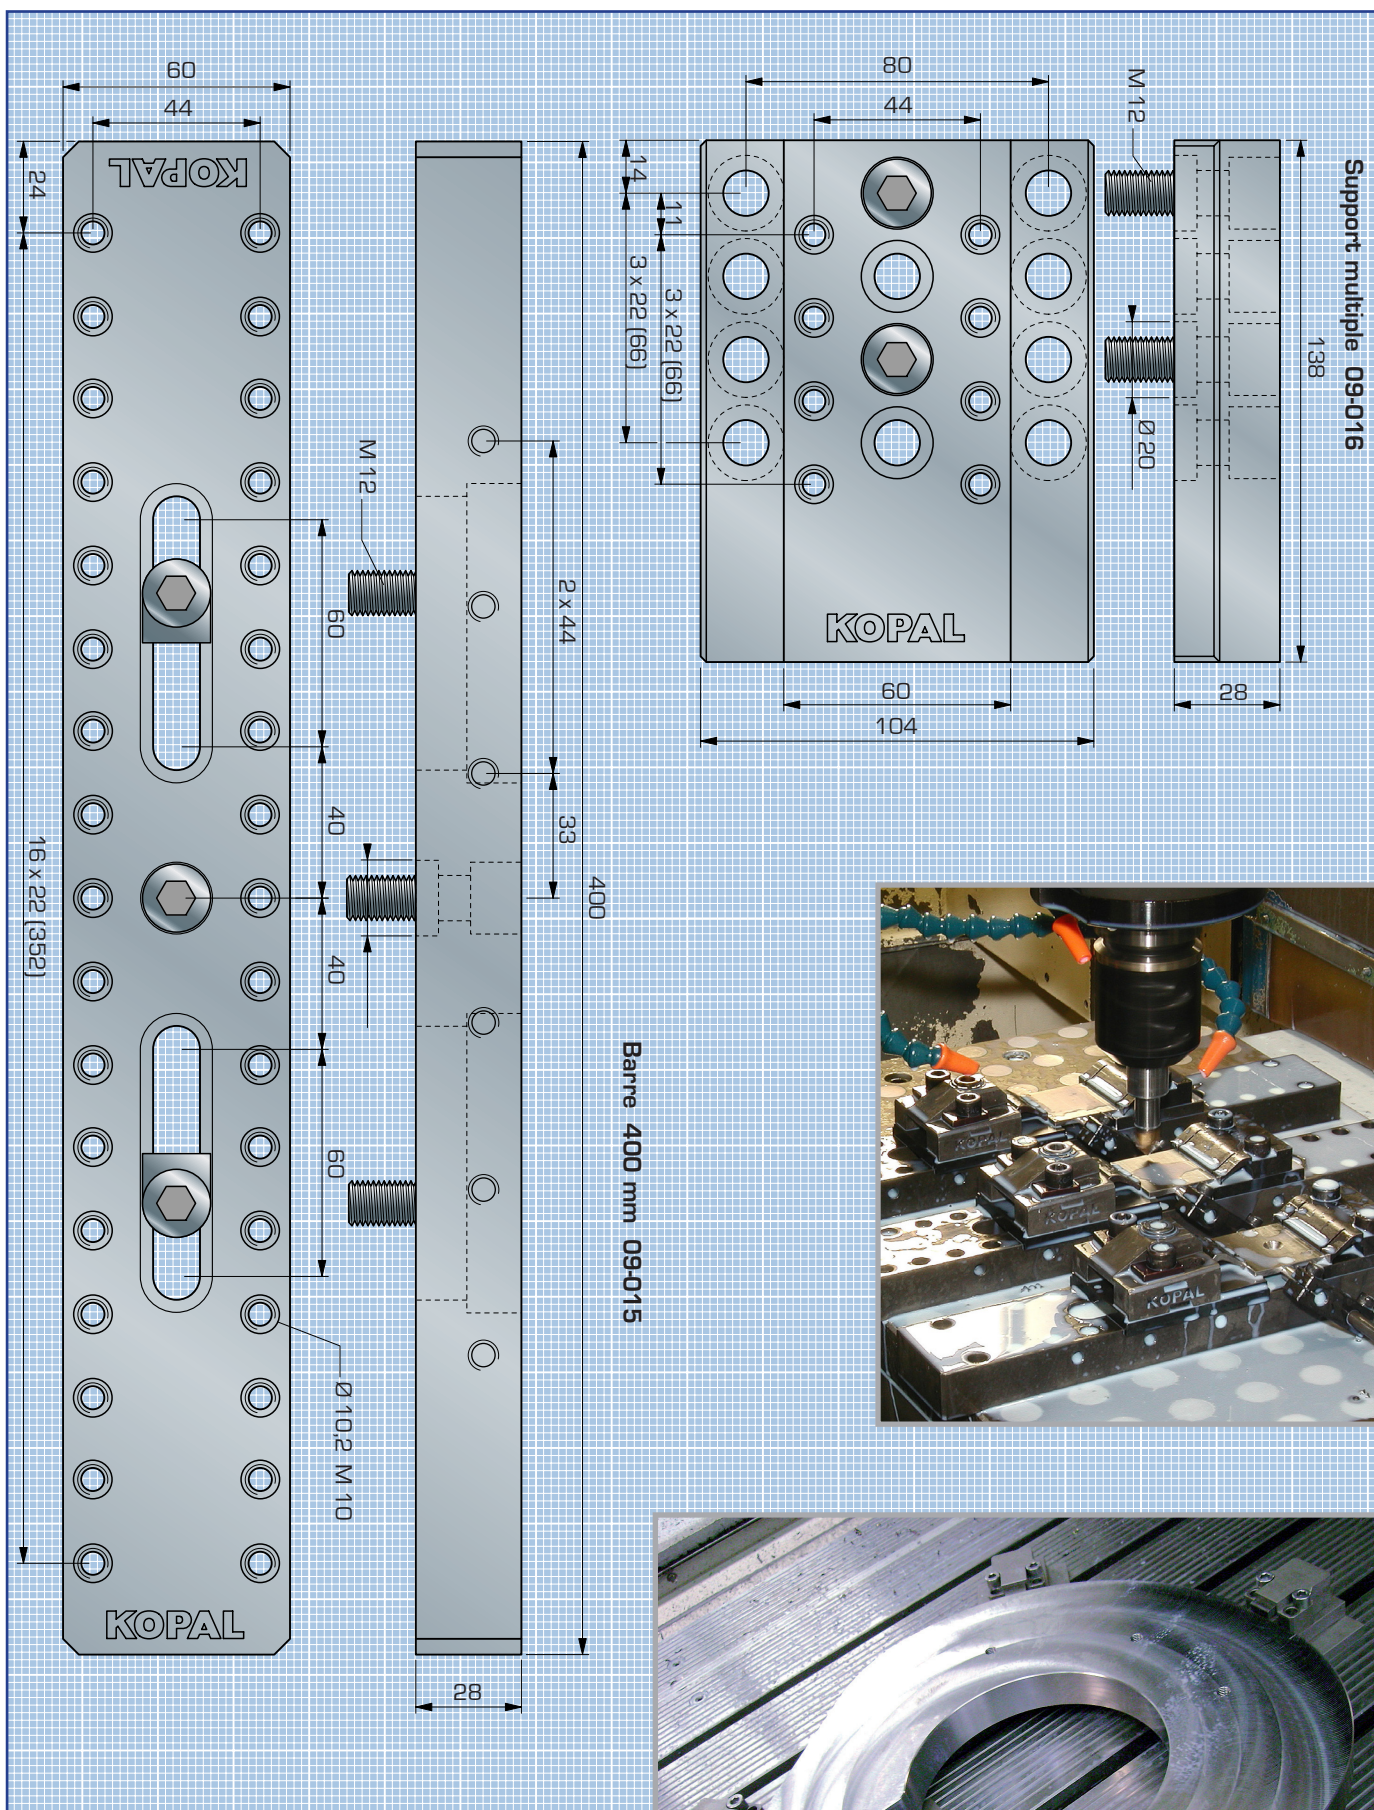 60
44
24
KOPAL
16 x 22 (352)
60
40
40
60
Ø 10,2 M 10
KOPAL
M 12
2 x 44
33
400
28
Barre 400 mm 09-015
80
44
14
11
3 x 22 (66)
3 x 22 (66)
KOPAL
60
104
M 12
Ø 20
138
28
Support multiple 09-016
KOPAL
KOPAL
KOPAL